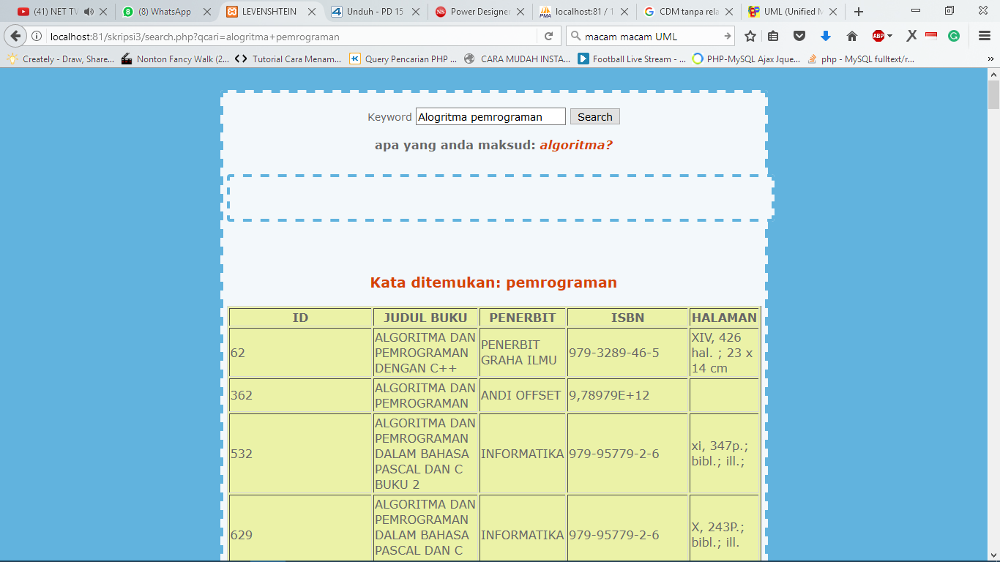 (41) NET TV
(8) WhatsApp
LEVENSHTEIN
Unduh - PD 15
Power Designer
localhost:81 / 1
CDM tanpa rela
UML (Unified M
localhost:81/skripsi3/search.php?qcari=alogritma+pemrograman
macam macam UML
Creately - Draw, Share...
Nonton Fancy Walk (2...
Tutorial Cara Menam...
Query Pencarian PHP ...
CARA MUDAH INSTA...
Football Live Stream - ...
PHP-MySQL Ajax Jque...
php - MySQL fulltext/r...
Keyword Alogritma pemrograman Search
apa yang anda maksud: algoritma?
Kata ditemukan: pemrograman
ID JUDUL BUKU PENERBIT ISBN HALAMAN
62
ALGORITMA DAN
PEMROGRAMAN
DENGAN C++
PENERBIT
GRAHA ILMU
979-3289-46-5
XIV, 426
hal. ; 23 x
14 cm
362
ALGORITMA DAN
PEMROGRAMAN
ANDI OFFSET
9,78979E+12
532
ALGORITMA DAN
PEMROGRAMAN
DALAM BAHASA
PASCAL DAN C
BUKU 2
INFORMATIKA
979-95779-2-6
xi, 347p.;
bibl.; ill.;
629
ALGORITMA DAN
PEMROGRAMAN
DALAM BAHASA
PASCAL DAN C
INFORMATIKA
979-95779-2-6
X, 243P.;
bibl.; ill.